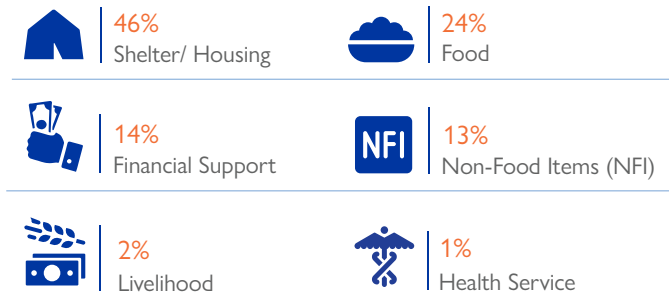 46%
Shelter/ Housing
24%
Food
14%
Financial Support
NFI
13%
Non-Food Items (NFI)
2%
Livelihood
1%
Health Service